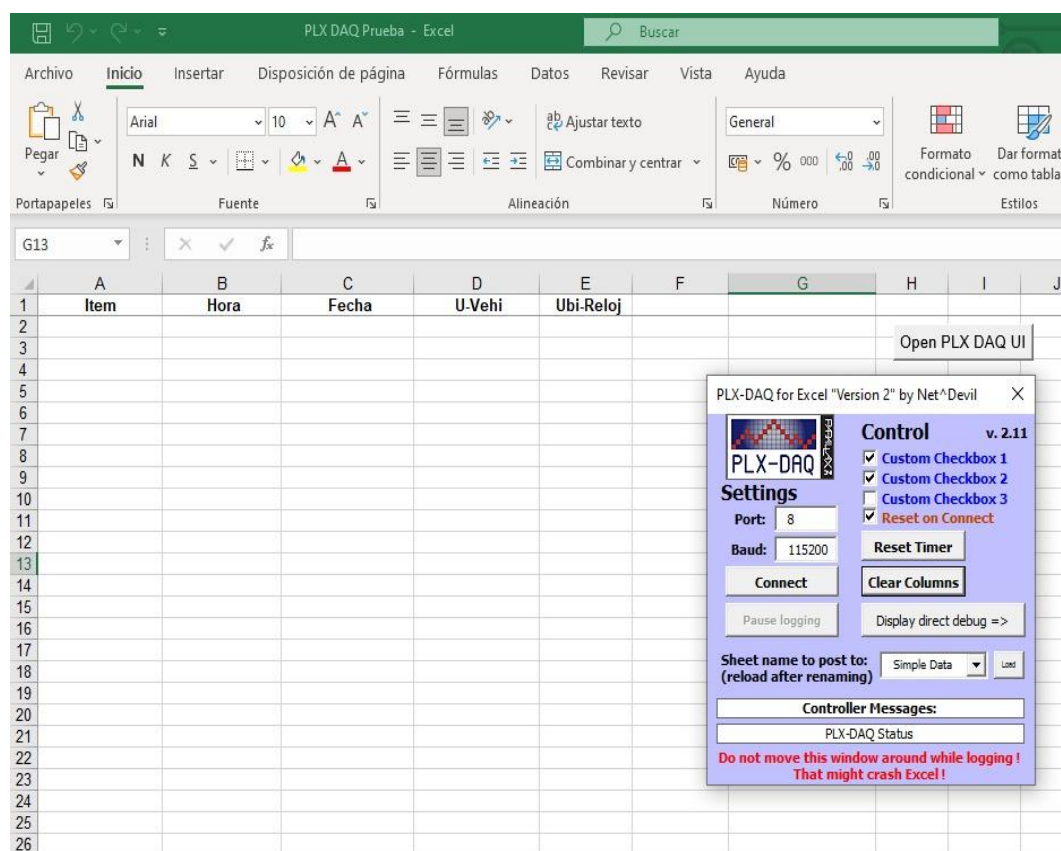 PLX DAQ Prueba - Excel
Buscar
Archivo Inicio Insertar Disposición de página Fórmulas Datos Revisar Vista Ayuda
Pegar
Arial 10
N K S
ab Ajustar texto
Combinar y centrar
General
% 000
Formato condicional
Dar format como tabla
Portapapeles Fuente Alineación Número Estilos
G13 fx
A B C D E F G H I J
1 Item Hora Fecha U-Vehi Ubi-Reloj
2
3
4
5
6
7
8
9
10
11
12
13
14
15
16
17
18
19
20
21
22
23
24
25
26
Open PLX DAQ UI
PLX-DAQ for Excel "Version 2" by Net^Devil
PLX-DAQ
PARALLAX
Control v. 2.11
Custom Checkbox 1
Custom Checkbox 2
Custom Checkbox 3
Reset on Connect
Settings
Port: 8
Baud: 115200
Reset Timer
Connect
Clear Columns
Pause logging
Display direct debug =>
Sheet name to post to:
(reload after renaming)
Simple Data
Load
Controller Messages:
PLX-DAQ Status
Do not move this window around while logging !
That might crash Excel !